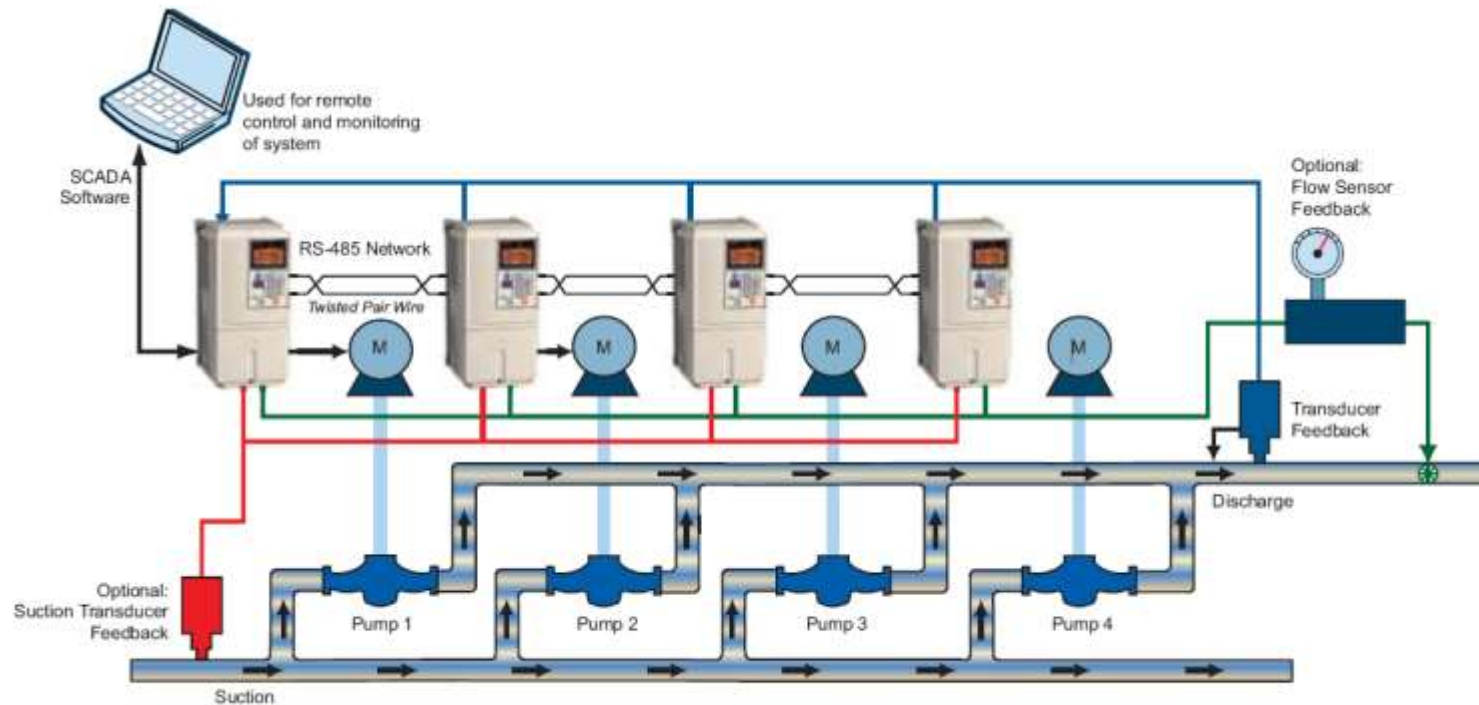 Used for remote
control and monitoring
of system
SCADA
Software
Optional:
Flow Sensor
Feedback
RS-485 Network
Twisted Pair Wire
M
M
M
M
Transducer
Feedback
Discharge
Optional:
Suction Transducer
Feedback
Pump 1
Pump 2
Pump 3
Pump 4
Suction